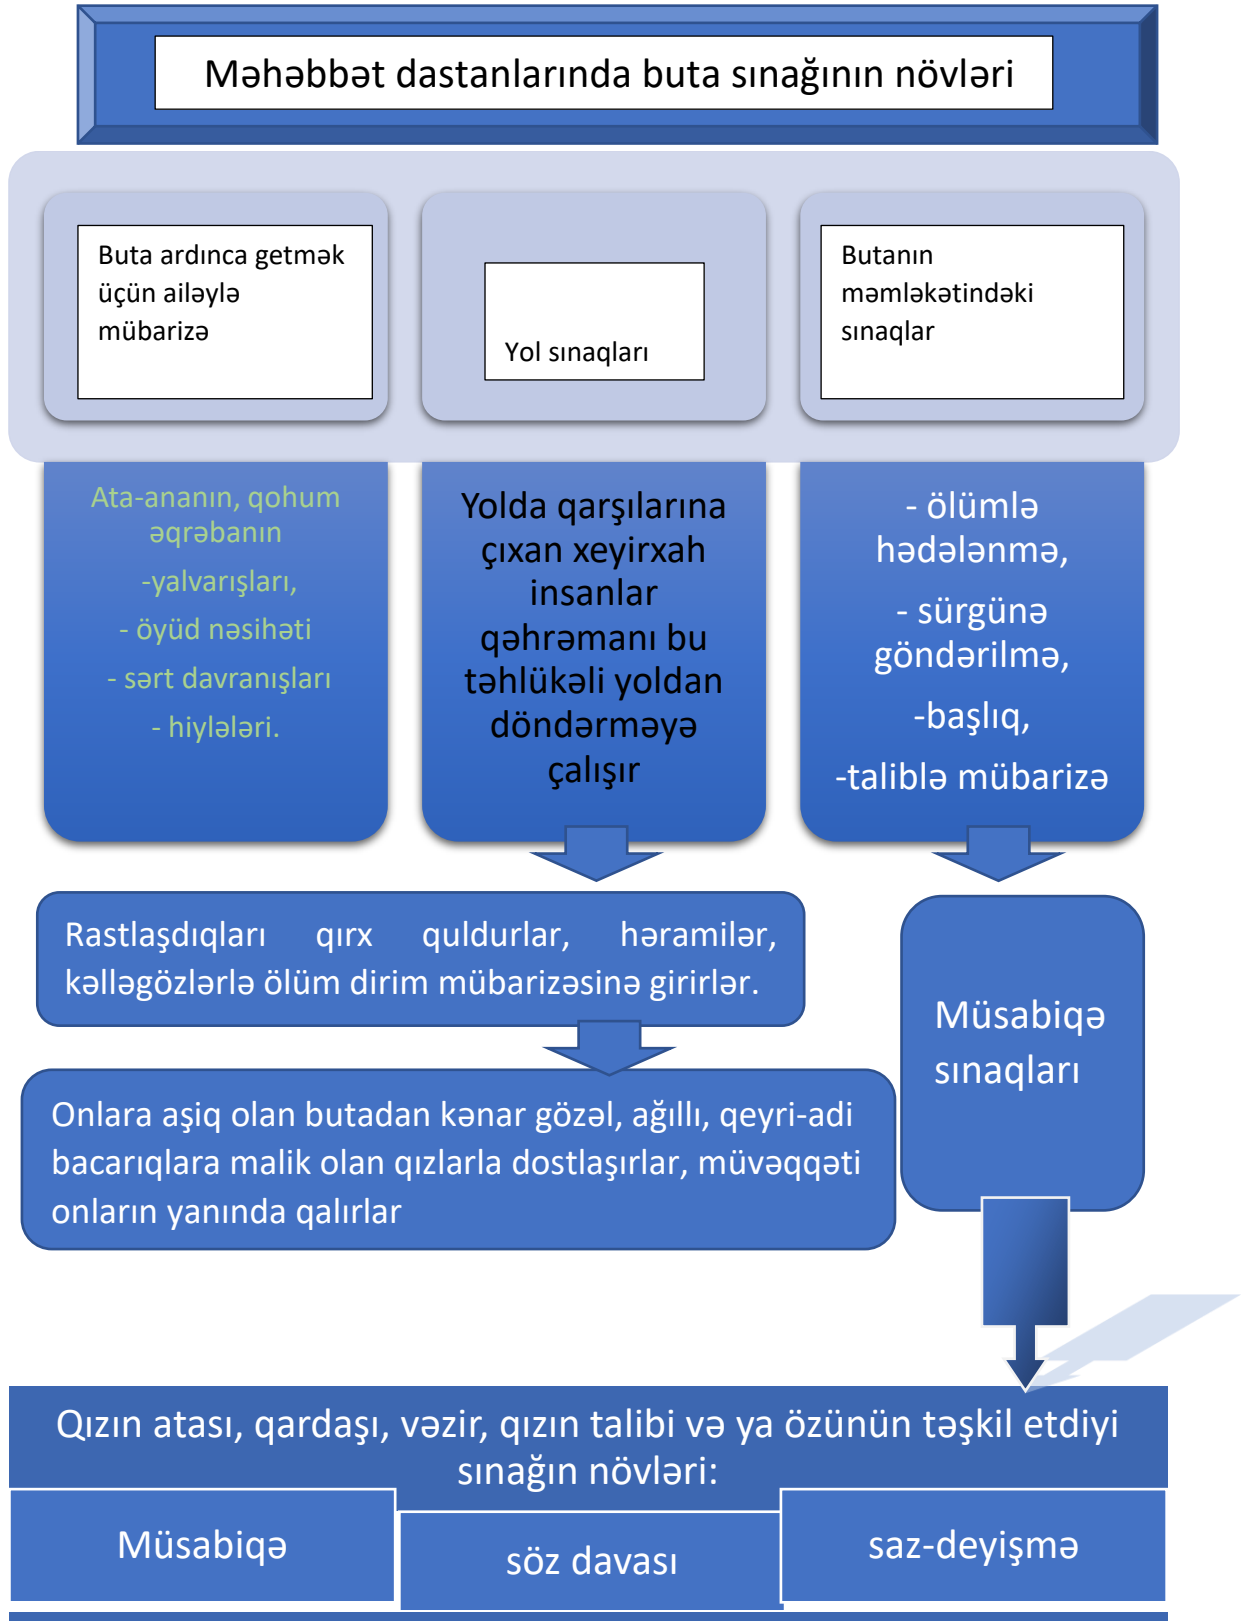 Məhəbbət dastanlarında buta sınağının növləri
Buta ardınca getmək
üçün ailəylə
mübarizə
Yol sınaqları
Butanın
məmləkətindəki
sınaqlar
Ata-ananın, qohum
əqrəbanın
-yalvarışları,
- öyüd nəsihəti
- sərt davranışları
- hiylələri.
Yolda qarşılarına
çıxan xeyirxah
insanlar
qəhrəmanı bu
təhlükəli yoldan
döndərməyə
çalışır
- ölümlə
hədələnmə,
- sürgünə
göndərilmə,
-başlıq,
-taliblə mübarizə
Rastlaşdıqları qırx quldurlar, həramilər,
kəlləgözlərlə ölüm dirim mübarizəsinə girirlər.
Onlara aşiq olan butadan kənar gözəl, ağıllı, qeyri-adi
bacarıqlara malik olan qızlarla dostlaşırlar, müvəqqəti
onların yanında qalırlar
Müsabiqə
sınaqları
Qızın atası, qardaşı, vəzir, qızın talibi və ya özünün təşkil etdiyi
sınağın növləri:
Müsabiqə
söz davası
saz-deyişmə